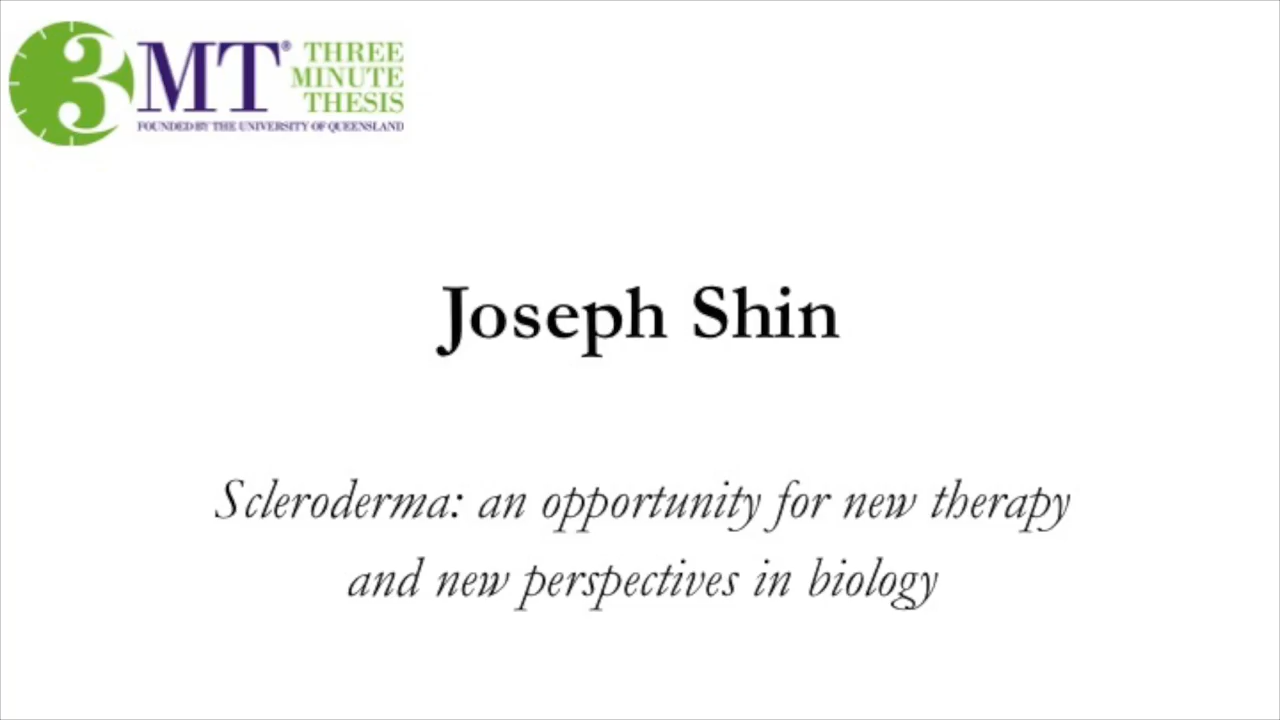 3MT® THREE
MINUTE
THESIS
FOUNDED BY THE UNIVERSITY OF QUEENSLAND
Joseph Shin
Scleroderma: an opportunity for new therapy
and new perspectives in biology